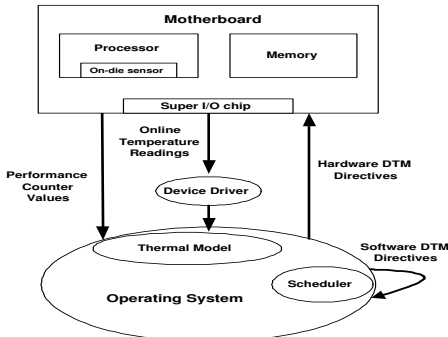 Motherboard
Processor
On-die sensor
Memory
Super I/O chip
Online
Temperature
Readings
Performance
Counter
Values
Hardware DTM
Directives
Device Driver
Thermal Model
Software DTM
Directives
Scheduler
Operating System